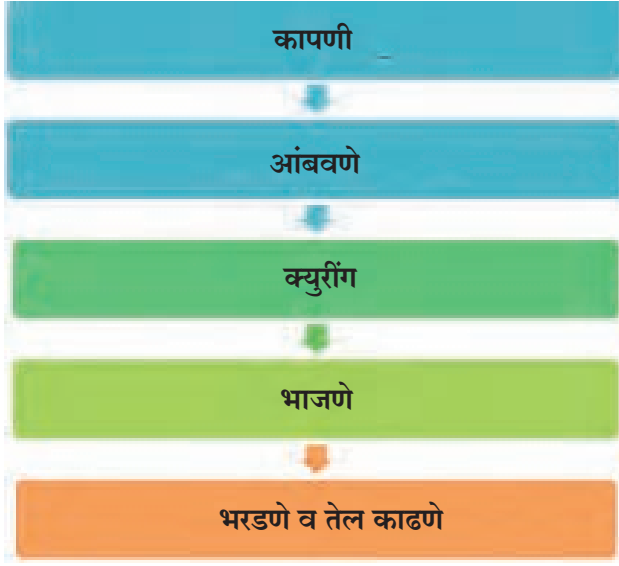 कापणी
आंबवणे
क्युरींग
भाजणे
भरडणे व तेल काढणे